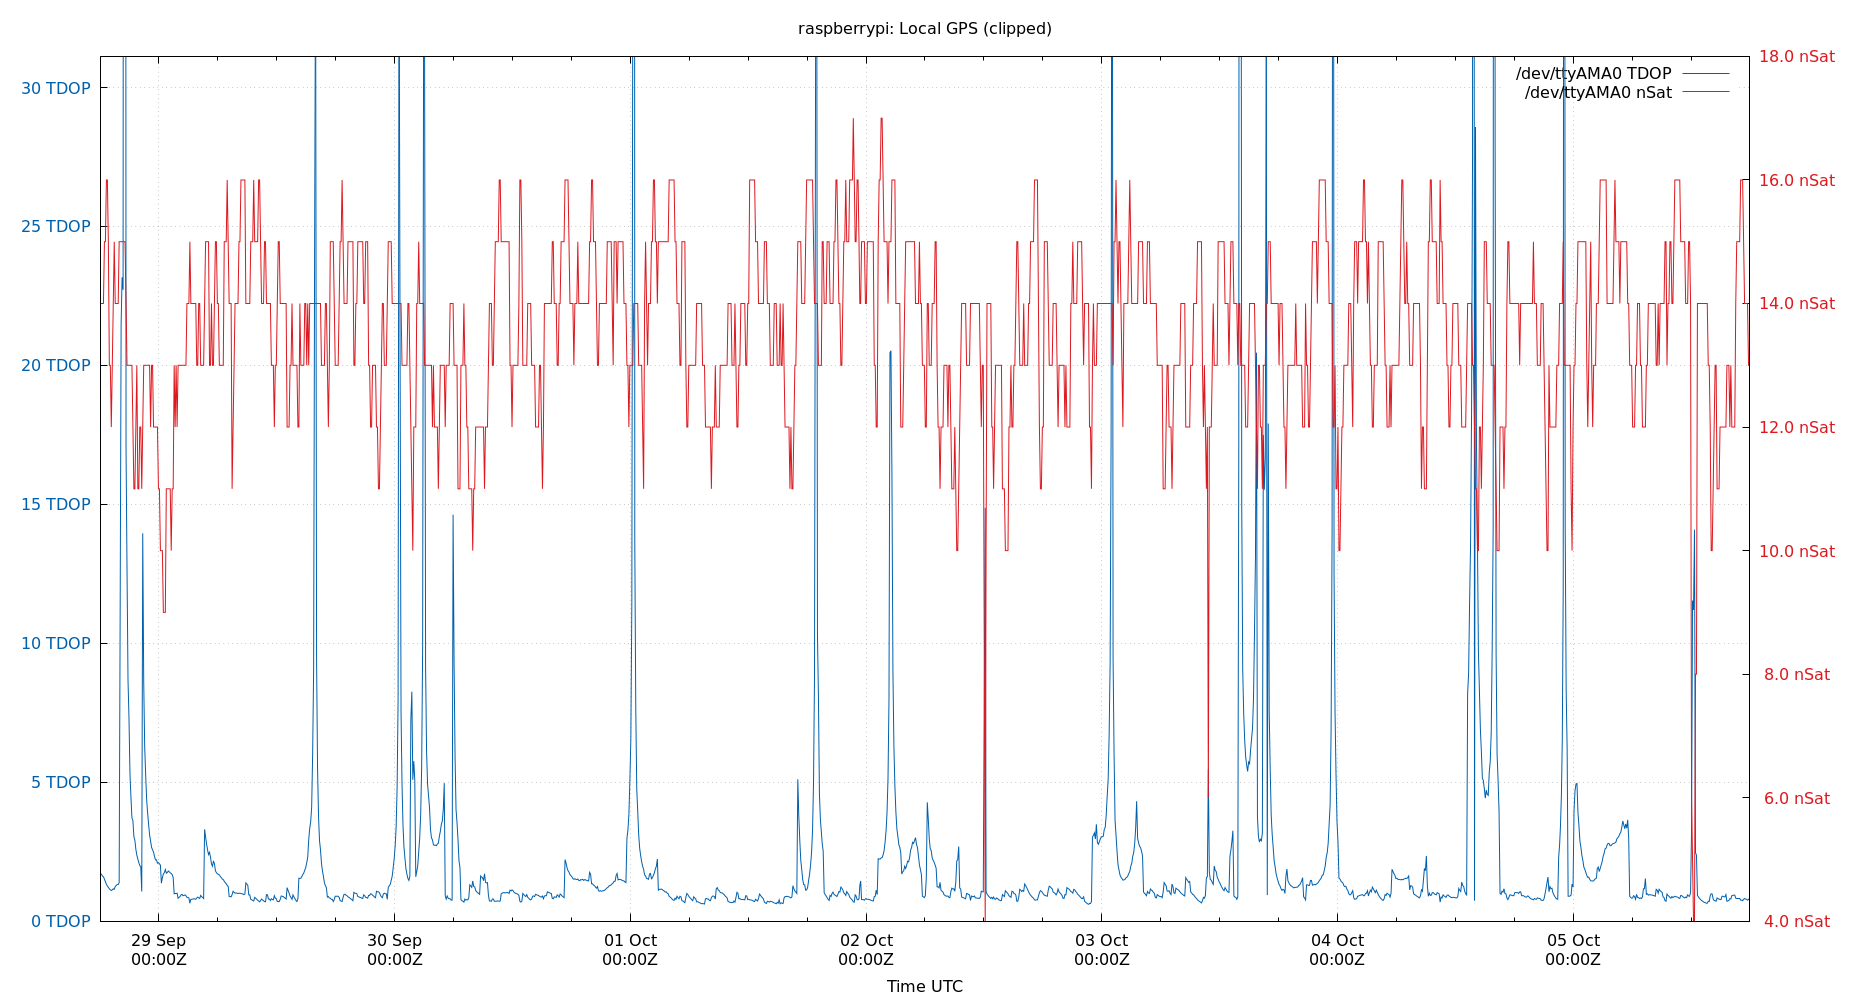 raspberrypi: Local GPS (clipped)
/dev/ttyAMA0 TDOP
/dev/ttyAMA0 nSat
30 TDOP
25 TDOP
20 TDOP
15 TDOP
10 TDOP
5 TDOP
0 TDOP
18.0 nSat
16.0 nSat
14.0 nSat
12.0 nSat
10.0 nSat
8.0 nSat
6.0 nSat
4.0 nSat
29 Sep 30 Sep 01 Oct 02 Oct 03 Oct 04 Oct 05 Oct
00:00Z 00:00Z 00:00Z 00:00Z 00:00Z 00:00Z 00:00Z
Time UTC